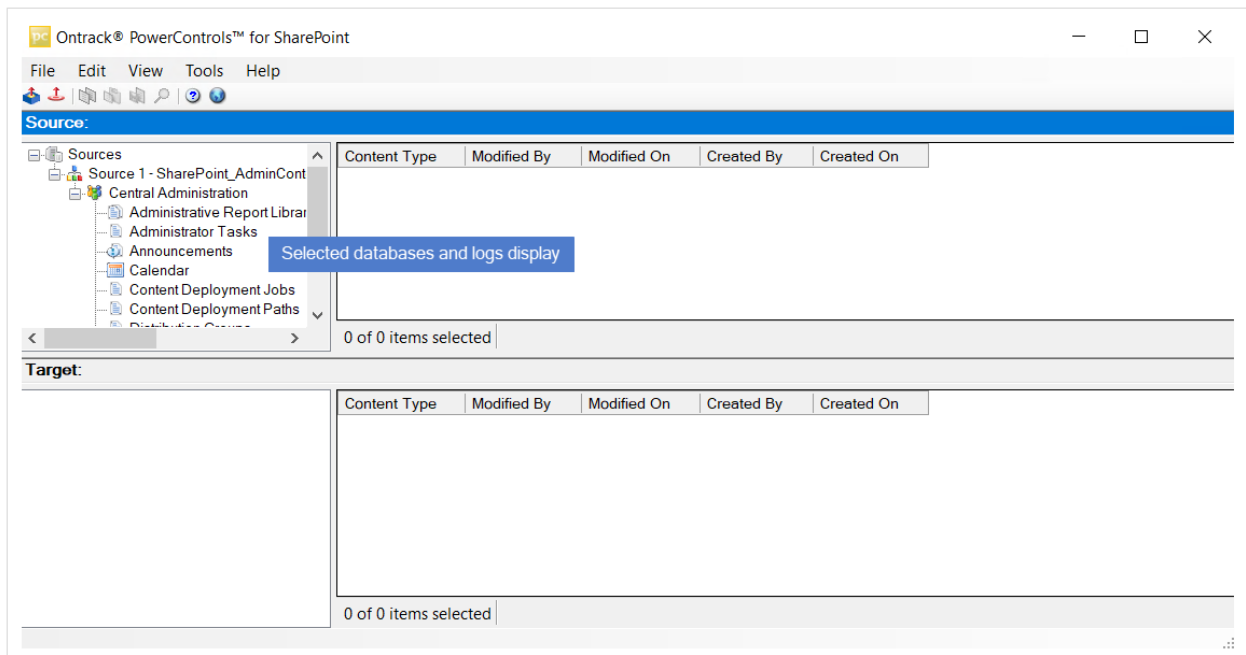 Ontrack® PowerControls™ for SharePoint
File Edit View Tools Help
Source:
Sources
Source 1 - SharePoint_AdminCont
Central Administration
Administrative Report Librar
Administrator Tasks
Announcements
Calendar
Content Deployment Jobs
Content Deployment Paths
Distribution Groups
Content Type Modified By Modified On Created By Created On
Selected databases and logs display
0 of 0 items selected
Target:
Content Type Modified By Modified On Created By Created On
0 of 0 items selected